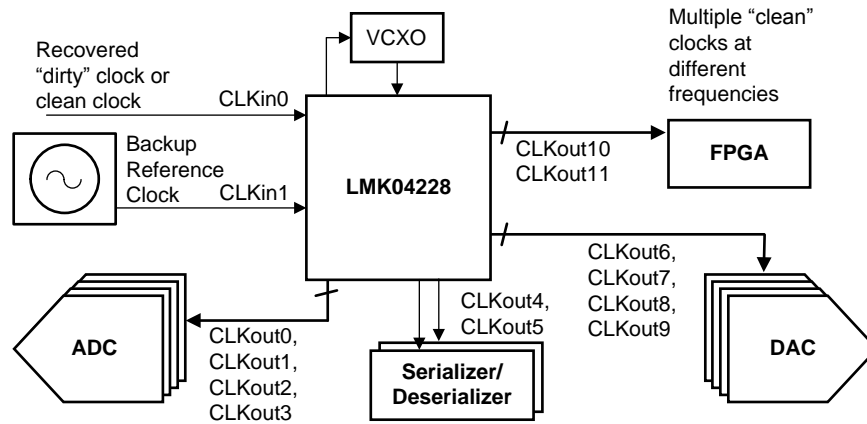 Recovered
“dirty” clock or
clean clock
CLKin0
VCXO
Multiple “clean”
clocks at
different
frequencies
Backup
Reference
Clock
CLKin1
LMK04228
CLKout10
CLKout11
FPGA
CLKout6,
CLKout7,
CLKout8,
CLKout9
DAC
CLKout4,
CLKout5
Serializer/
Deserializer
ADC
CLKout0,
CLKout1,
CLKout2,
CLKout3